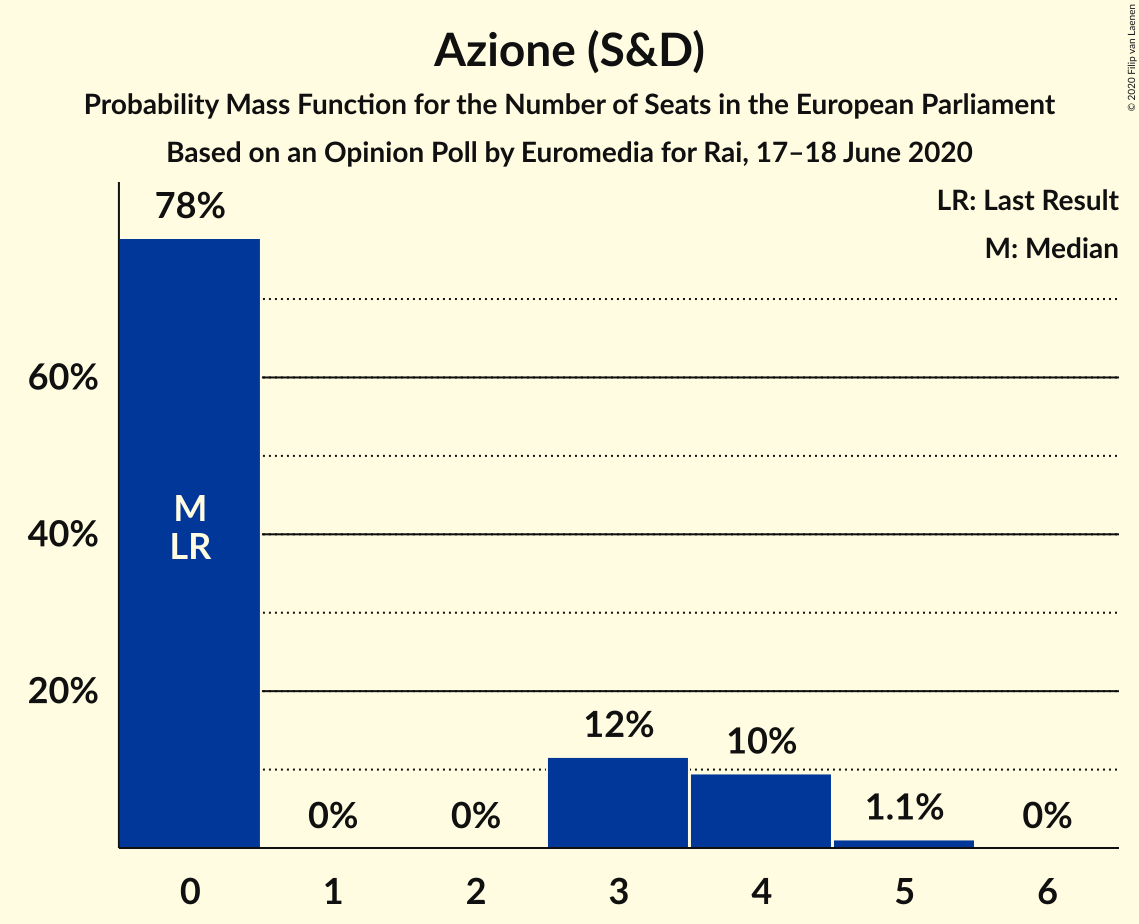 Azione (S&D)
Probability Mass Function for the Number of Seats in the European Parliament
Based on an Opinion Poll by Euromedia for Rai, 17–18 June 2020
© 2020 Filip van Laenen
LR: Last Result
M: Median
78%
60%
40%
20%
M
LR
0%
0%
12%
10%
1.1%
0%
0
1
2
3
4
5
6